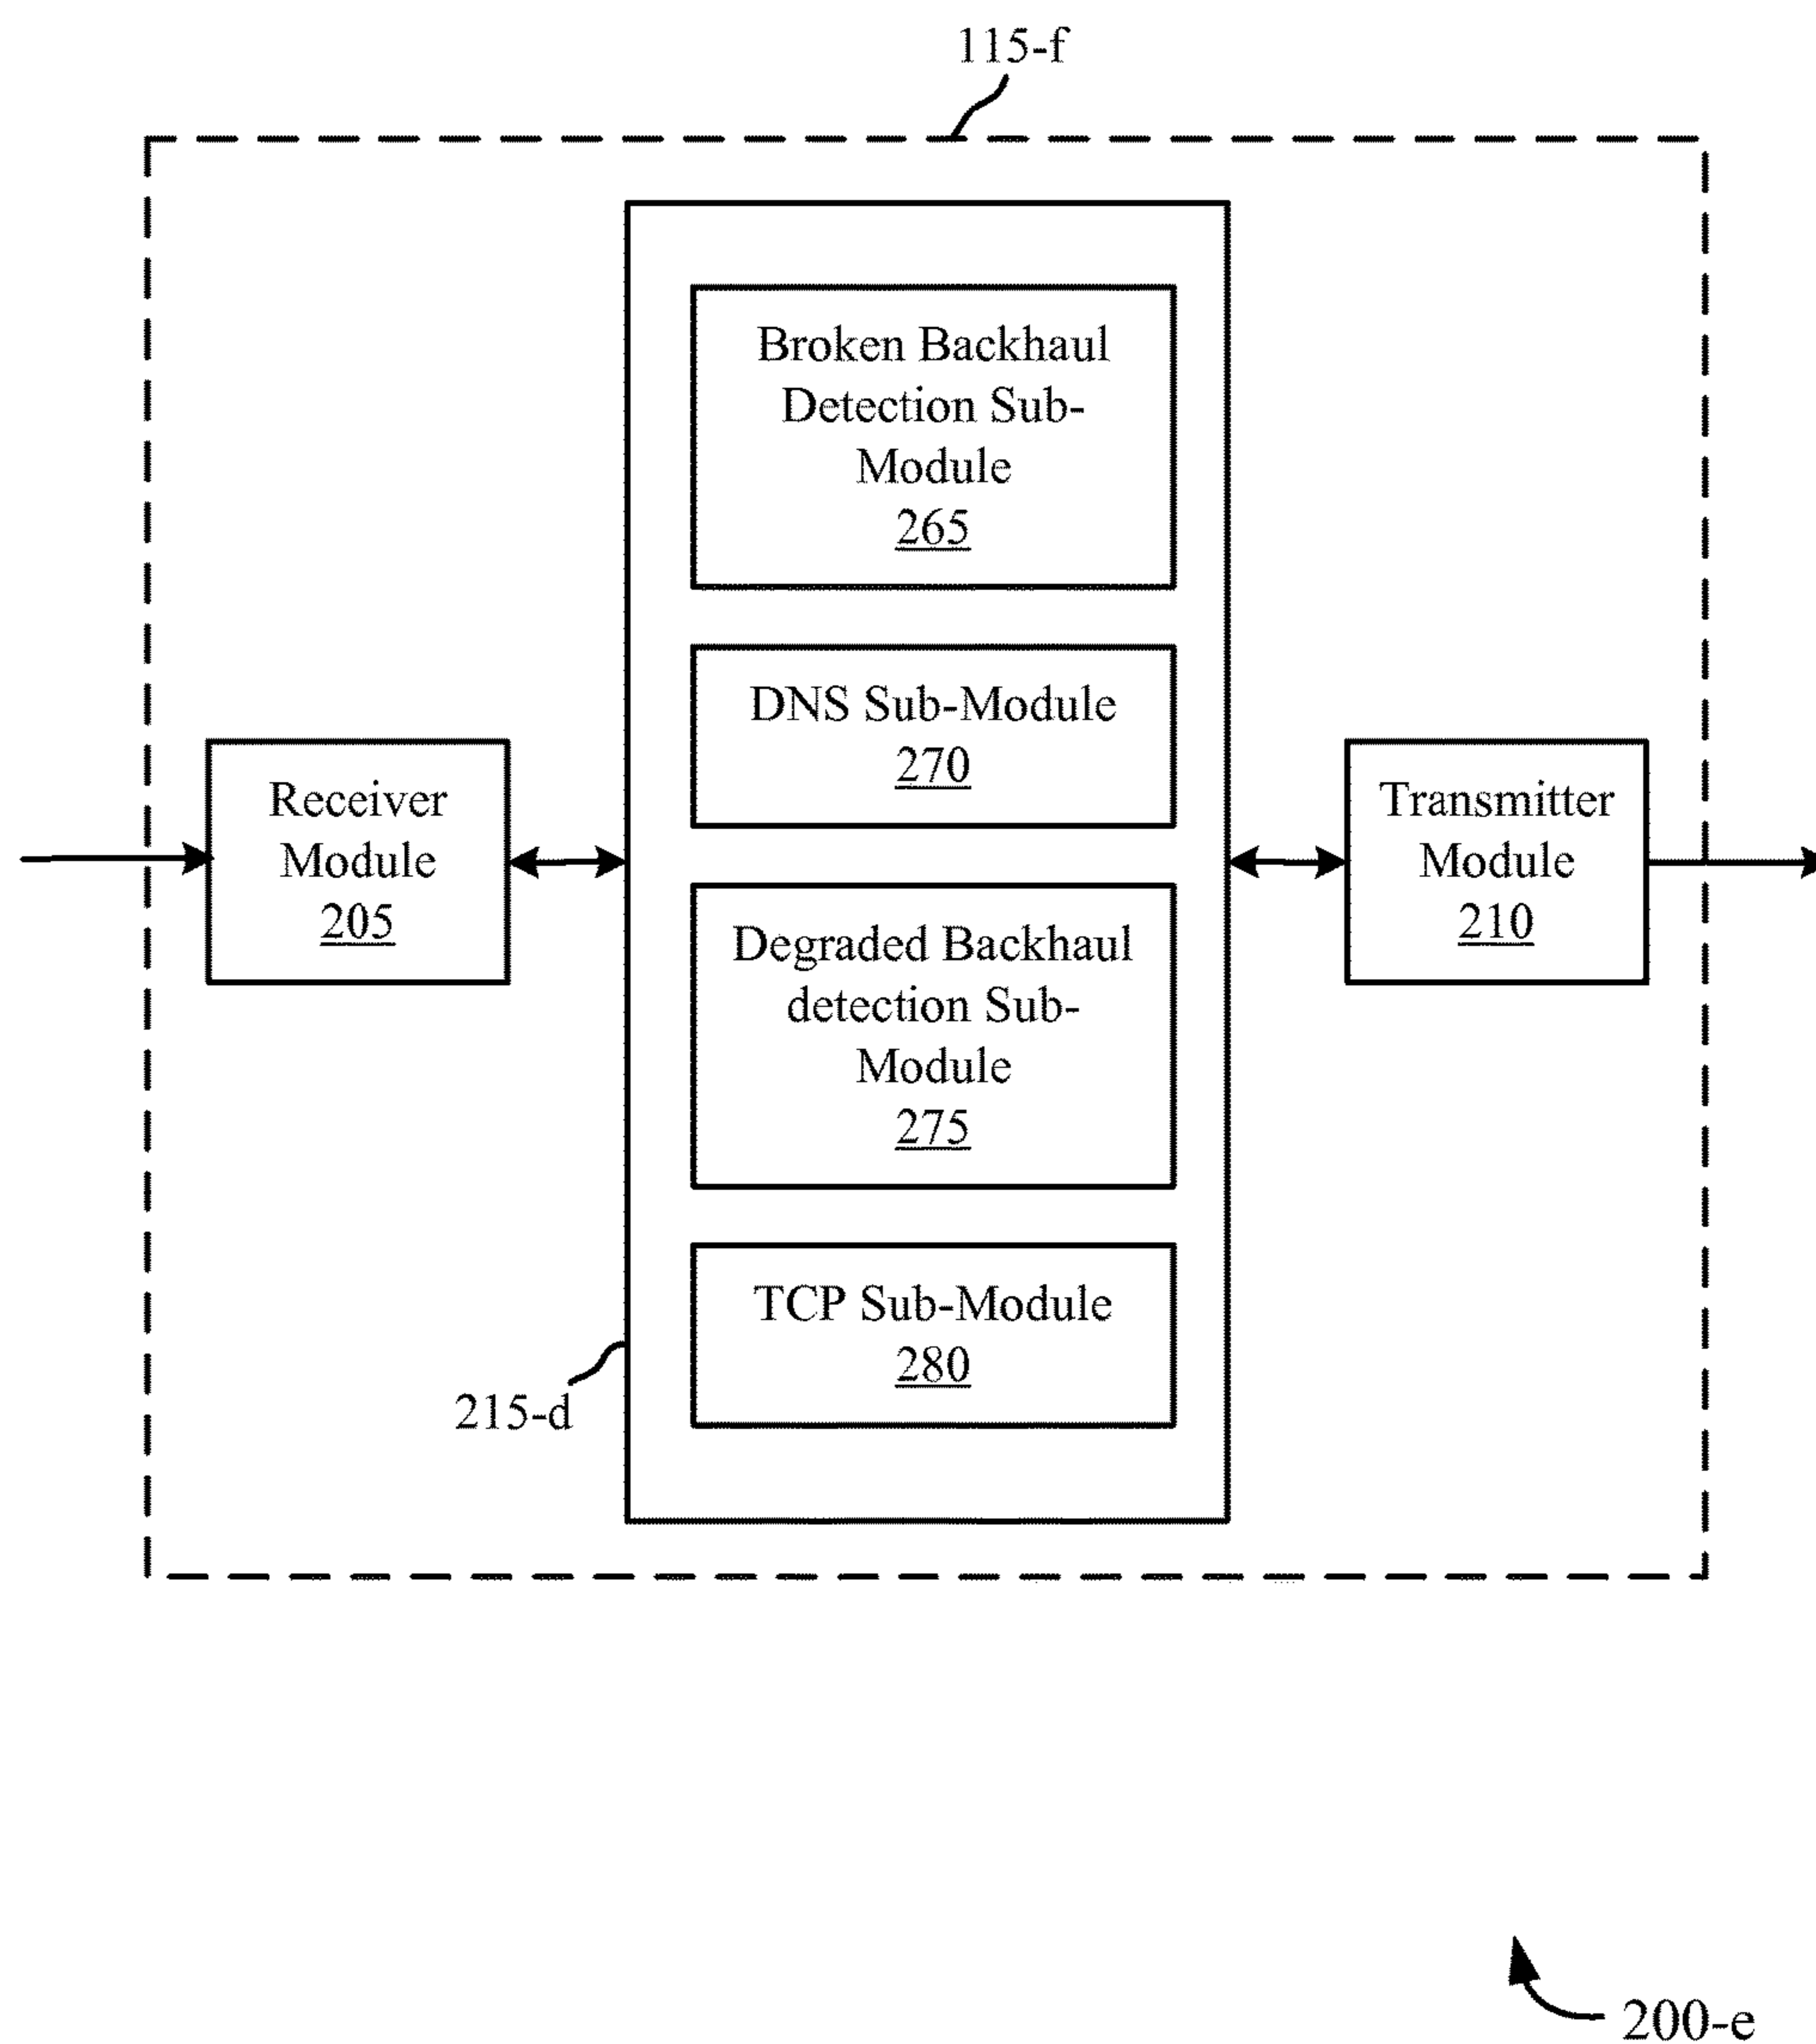 115-f
Broken Backhaul
Detection Sub-
Module
265
DNS Sub-Module
270
Receiver
Module
205
Transmitter
Module
210
Degraded Backhaul
detection Sub-
Module
275
TCP Sub-Module
280
215-d
200-e